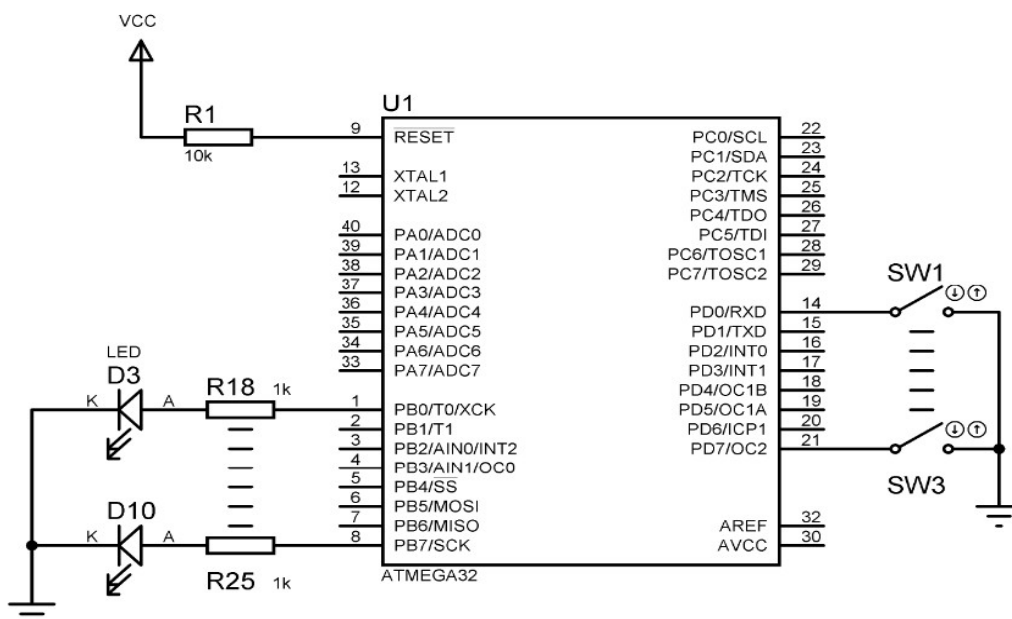 VCC
R1
10k
U1
9 RESET
13 XTAL1
12 XTAL2
40 PA0/ADC0
39 PA1/ADC1
38 PA2/ADC2
37 PA3/ADC3
36 PA4/ADC4
35 PA5/ADC5
34 PA6/ADC6
33 PA7/ADC7
1 PB0/T0/XCK
2 PB1/T1
3 PB2/AIN0/INT2
4 PB3/AIN1/OC0
5 PB4/SS
6 PB5/MOSI
7 PB6/MISO
8 PB7/SCK
ATMEGA32
PC0/SCL 22
PC1/SDA 23
PC2/TCK 24
PC3/TMS 25
PC4/TDO 26
PC5/TDI 27
PC6/TOSC1 28
PC7/TOSC2 29
PD0/RXD 14
PD1/TXD 15
PD2/INT0 16
PD3/INT1 17
PD4/OC1B 18
PD5/OC1A 19
PD6/ICP1 20
PD7/OC2 21
AREF 32
AVCC 30
LED
D3
K A
R18 1k
D10
K A
R25 1k
SW1
SW3